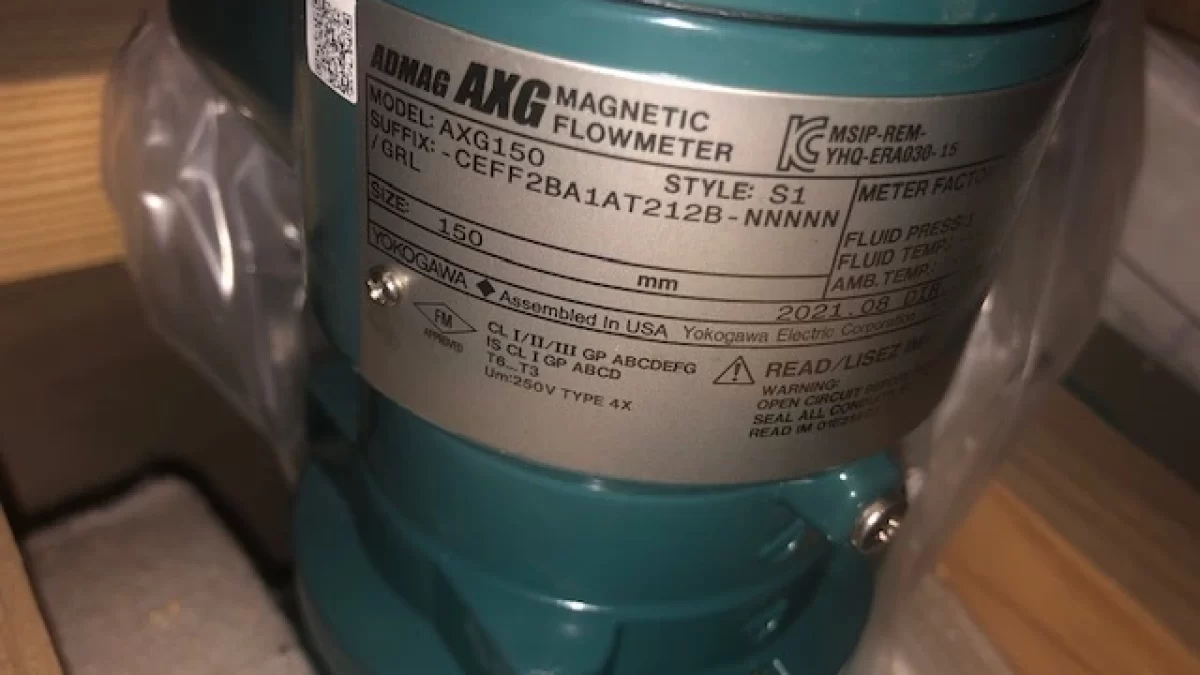 ADMAG AXG MAGNETIC FLOWMETER
MSIP-REM-
YHQ-ERA030-15
MODEL: AXG150
STYLE: S1
SUFFIX: -CEFF2BA1AT212B-NNNNN
/GRL
SIZE: 150 mm
METER
FLUID PRESS.:
FLUID TEMP.:
AMB. TEMP.:
2021.08
YOKOGAWA ◆ Assembled in USA Yokogawa Electric Corporation
FM
APPROVED
CL I/II/III GP ABCDEFG
IS CL I GP ABCD
T6...T3
Um:250V TYPE 4X
READ/LISEZ
WARNING:
OPEN CIRCUIT
SEAL ALL
READ IM